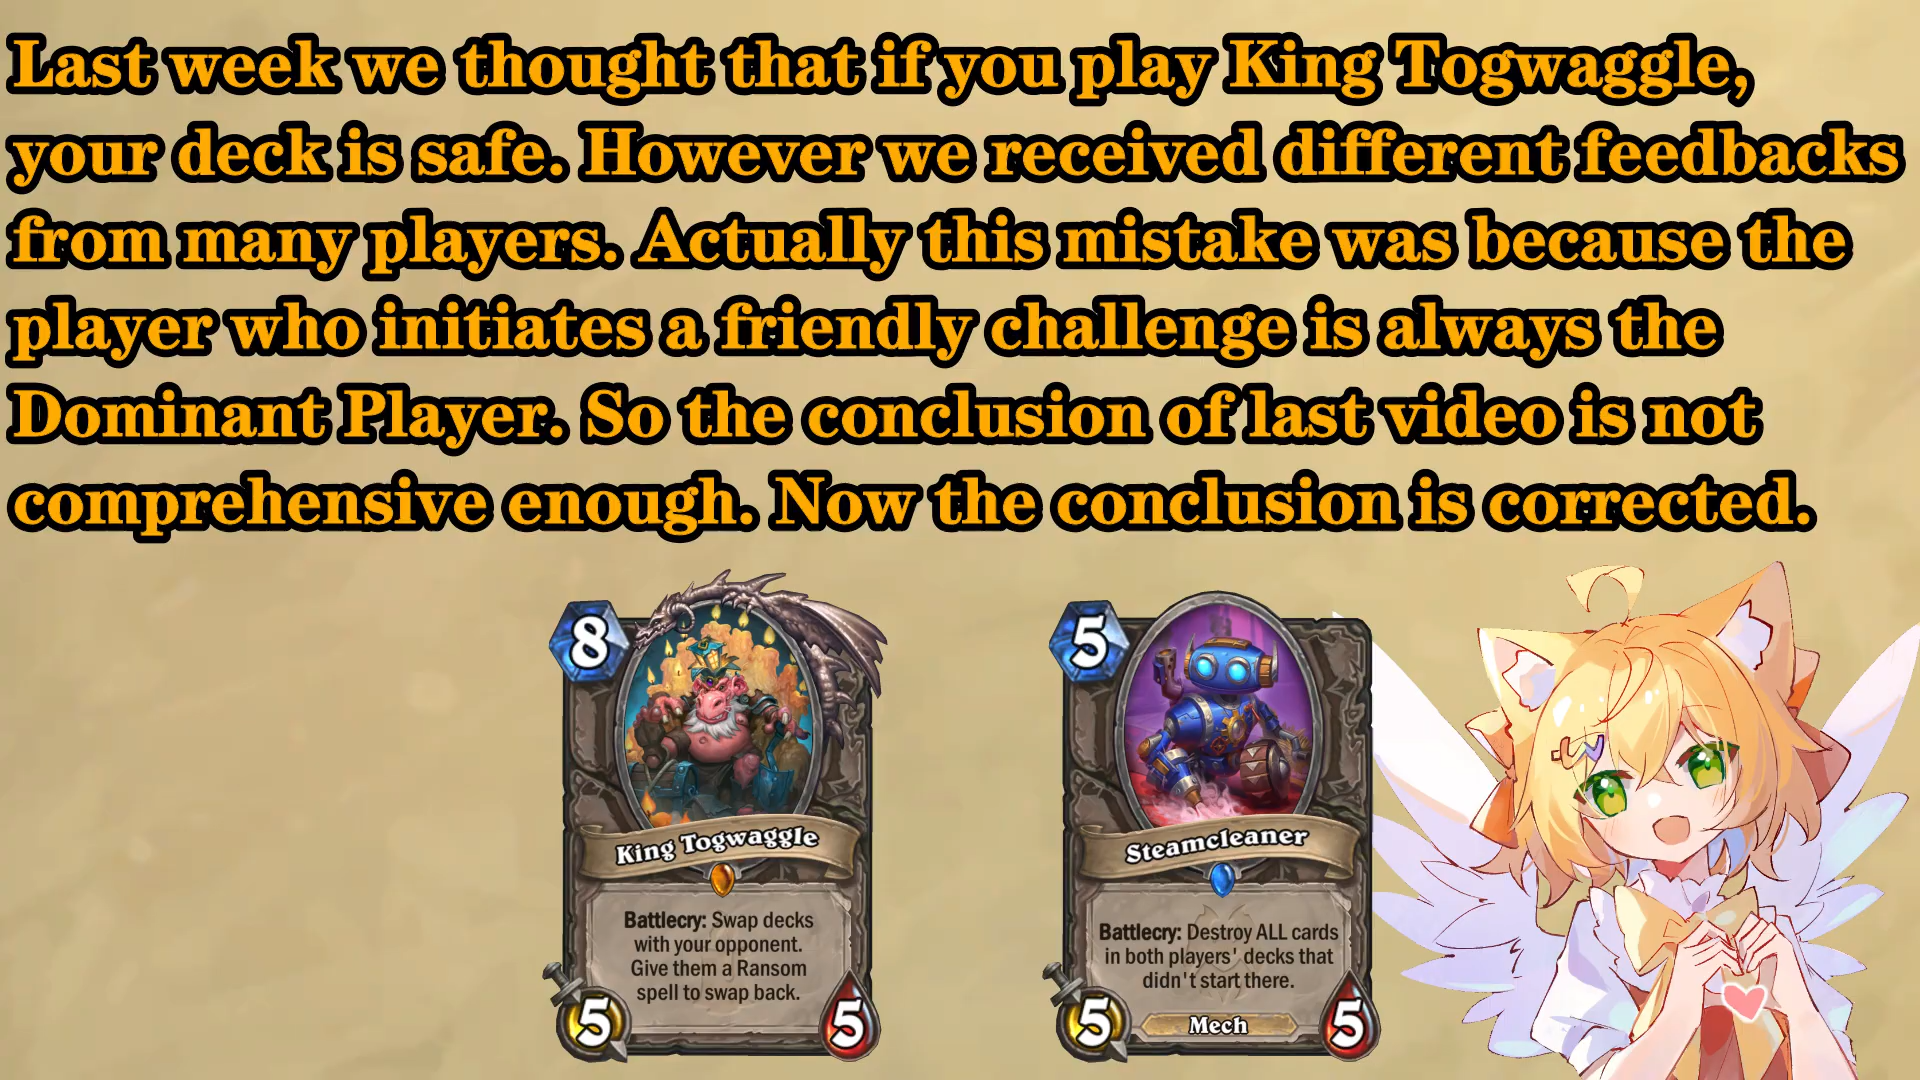 Last week we thought that if you play King Togwaggle,
your deck is safe. However we received different feedbacks
from many players. Actually this mistake was because the
player who initiates a friendly challenge is always the
Dominant Player. So the conclusion of last video is not
comprehensive enough. Now the conclusion is corrected.
8
King Togwaggle
Battlecry: Swap decks
with your opponent.
Give them a Ransom
spell to swap back.
5
5
5
Steamcleaner
Battlecry: Destroy ALL cards
in both players' decks that
didn't start there.
Mech
5
5